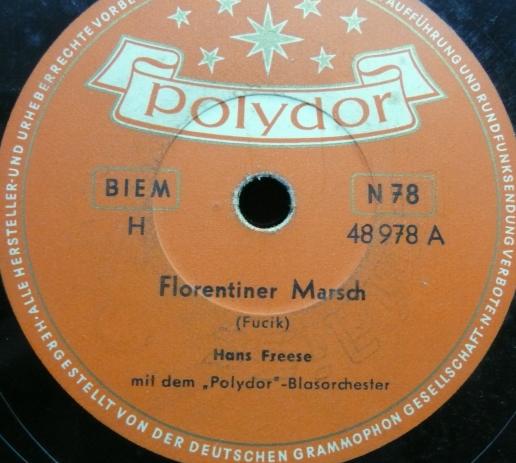 polydor
BIEM
N 78
H
48 978 A
Florentiner Marsch
(Fucik)
Hans Freese
mit dem „Polydor"-Blasorchester
ALLE HERSTELLER-UND URHEBERRECHTE VORBE
AUFFÜHRUNG UND RUNDFUNKSENDUNG VERBOTEN.
HERGESTELLT VON DER DEUTSCHEN GRAMMOPHON GESELLSCHAFT